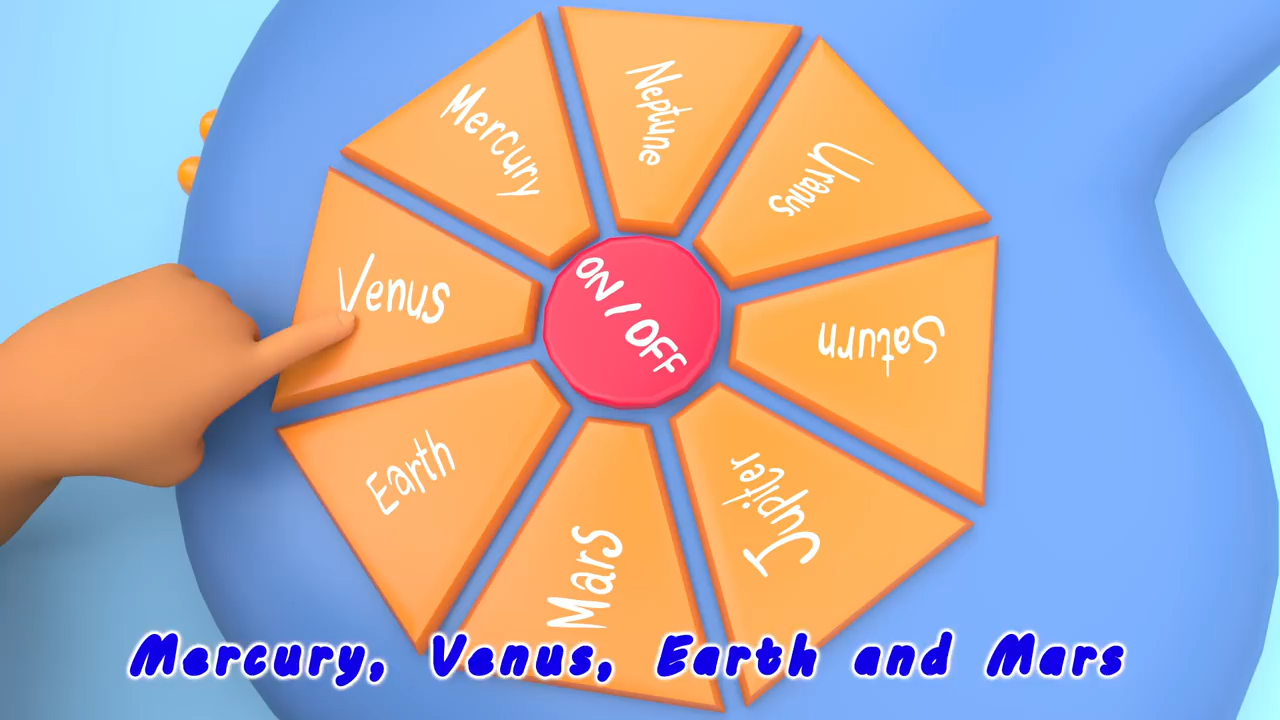 Neptune
Mercury
Uranus
Venus
ON / OFF
Saturn
Earth
Jupiter
Mars
Mercury, Venus, Earth and Mars